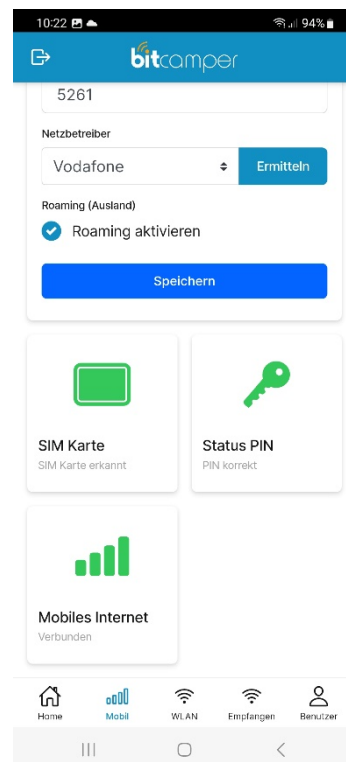 10:22
94%
bitcamper
5261
Netzbetreiber
Vodafone
Ermitteln
Roaming (Ausland)
Roaming aktivieren
Speichern
SIM Karte
SIM Karte erkannt
Status PIN
PIN korrekt
Mobiles Internet
Verbunden
Home
Mobil
WLAN
Empfangen
Benutzer